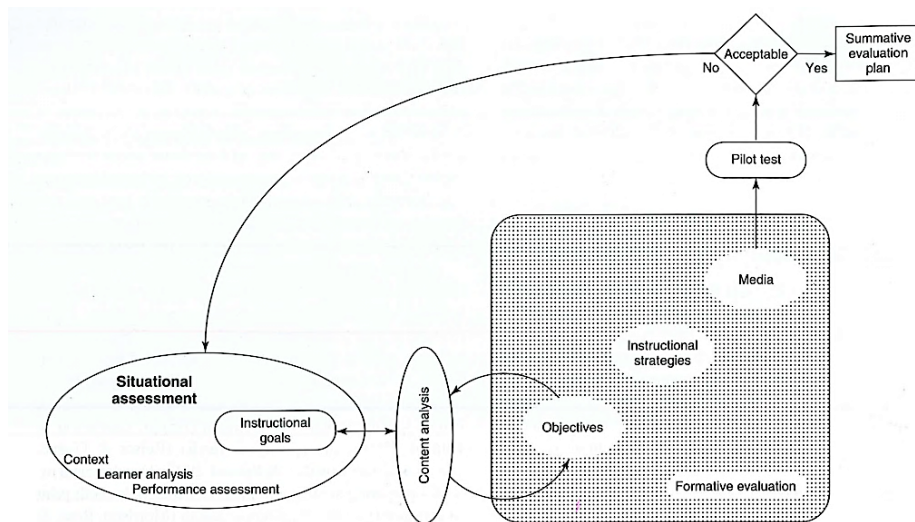 Acceptable
No
Yes
Summative
evaluation
plan
Pilot test
Media
Instructional
strategies
Situational
assessment
Instructional
goals
Content analysis
Objectives
Context
Learner analysis
Performance assessment
Formative evaluation